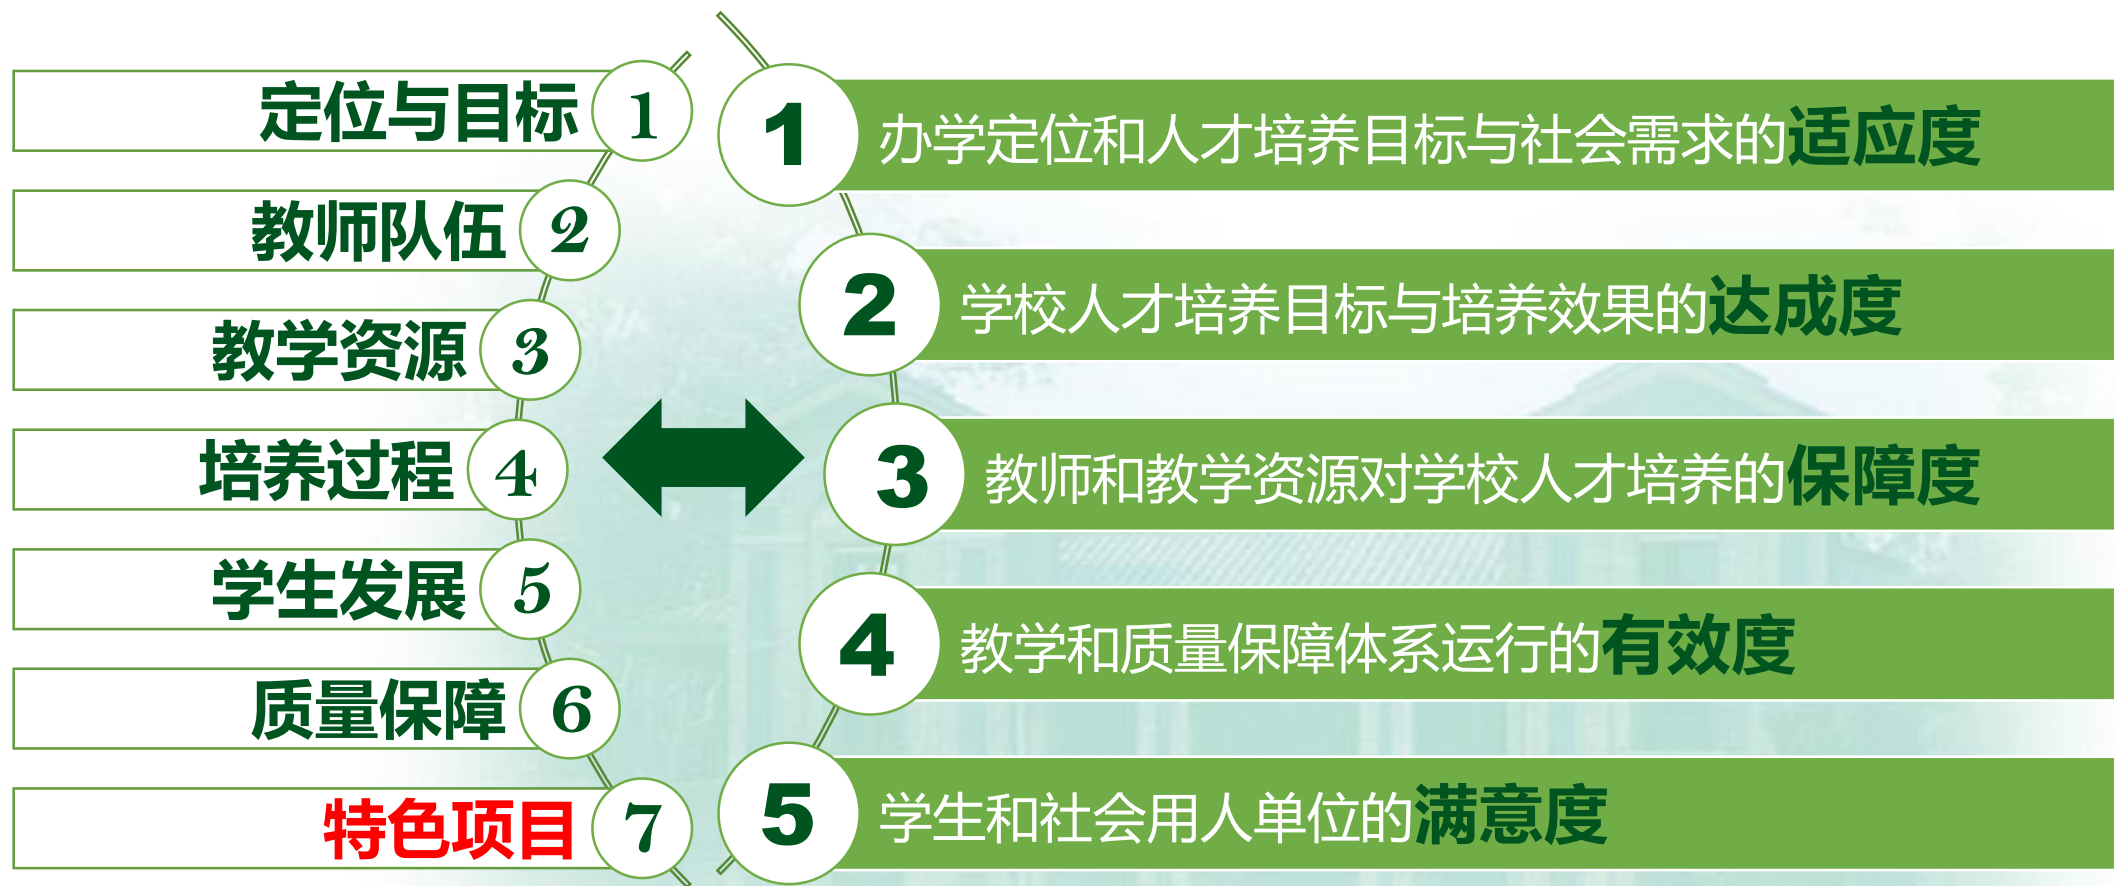 定位与目标 1
教师队伍 2
教学资源 3
培养过程 4
学生发展 5
质量保障 6
特色项目 7
1 办学定位和人才培养目标与社会需求的适应度
2 学校人才培养目标与培养效果的达成度
3 教师和教学资源对学校人才培养的保障度
4 教学和质量保障体系运行的有效度
5 学生和社会用人单位的满意度